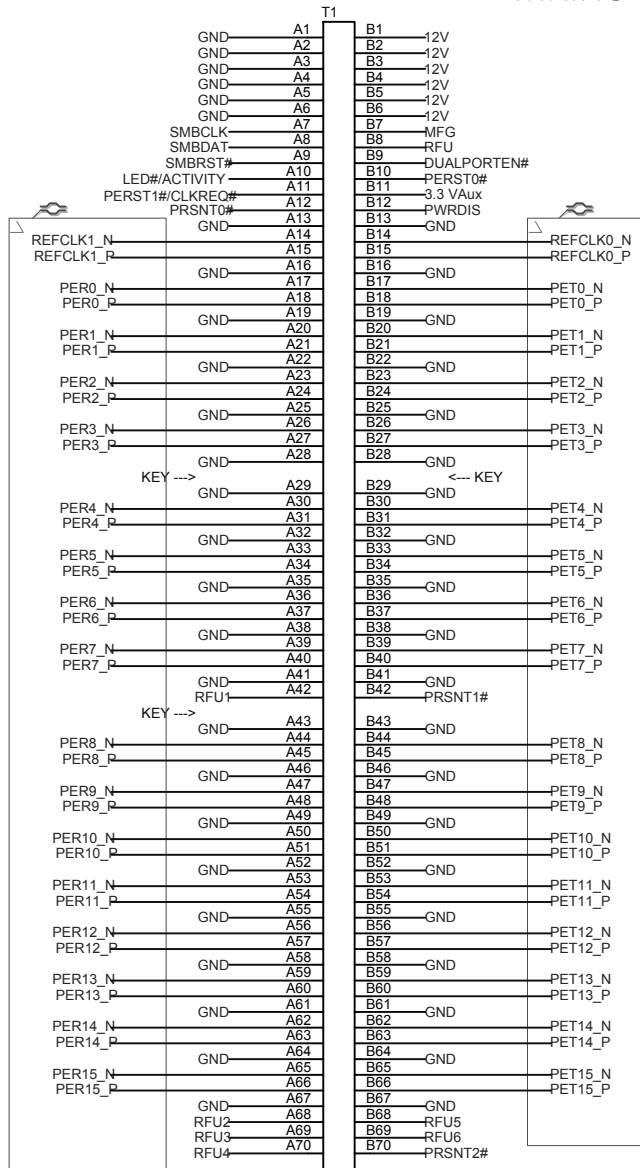 T1
GND A1 B1 12V
GND A2 B2 12V
GND A3 B3 12V
GND A4 B4 12V
GND A5 B5 12V
GND A6 B6 12V
SMBCLK A7 B7 MFG
SMBDAT A8 B8 RFU
SMBRST# A9 B9 DUALPORTEN#
LED#/ACTIVITY A10 B10 PERST0#
PERST1#/CLKREQ# A11 B11 3.3 VAux
PRSNT0# A12 B12 PWRDIS
GND A13 B13 GND
REFCLK1_N A14 B14 REFCLK0_N
REFCLK1_P A15 B15 REFCLK0_P
GND A16 B16 GND
PER0_N A17 B17 PET0_N
PER0_P A18 B18 PET0_P
GND A19 B19 GND
PER1_N A20 B20 PET1_N
PER1_P A21 B21 PET1_P
GND A22 B22 GND
PER2_N A23 B23 PET2_N
PER2_P A24 B24 PET2_P
GND A25 B25 GND
PER3_N A26 B26 PET3_N
PER3_P A27 B27 PET3_P
GND A28 B28 GND
KEY ---> <--- KEY
GND A29 B29 GND
PER4_N A30 B30 PET4_N
PER4_P A31 B31 PET4_P
GND A32 B32 GND
PER5_N A33 B33 PET5_N
PER5_P A34 B34 PET5_P
GND A35 B35 GND
PER6_N A36 B36 PET6_N
PER6_P A37 B37 PET6_P
GND A38 B38 GND
PER7_N A39 B39 PET7_N
PER7_P A40 B40 PET7_P
GND A41 B41 GND
RFU1 A42 B42 PRSNT1#
KEY --->
GND A43 B43 GND
PER8_N A44 B44 PET8_N
PER8_P A45 B45 PET8_P
GND A46 B46 GND
PER9_N A47 B47 PET9_N
PER9_P A48 B48 PET9_P
GND A49 B49 GND
PER10_N A50 B50 PET10_N
PER10_P A51 B51 PET10_P
GND A52 B52 GND
PER11_N A53 B53 PET11_N
PER11_P A54 B54 PET11_P
GND A55 B55 GND
PER12_N A56 B56 PET12_N
PER12_P A57 B57 PET12_P
GND A58 B58 GND
PER13_N A59 B59 PET13_N
PER13_P A60 B60 PET13_P
GND A61 B61 GND
PER14_N A62 B62 PET14_N
PER14_P A63 B63 PET14_P
GND A64 B64 GND
PER15_N A65 B65 PET15_N
PER15_P A66 B66 PET15_P
GND A67 B67 GND
RFU2 A68 B68 RFU5
RFU3 A69 B69 RFU6
RFU4 A70 B70 PRSNT2#